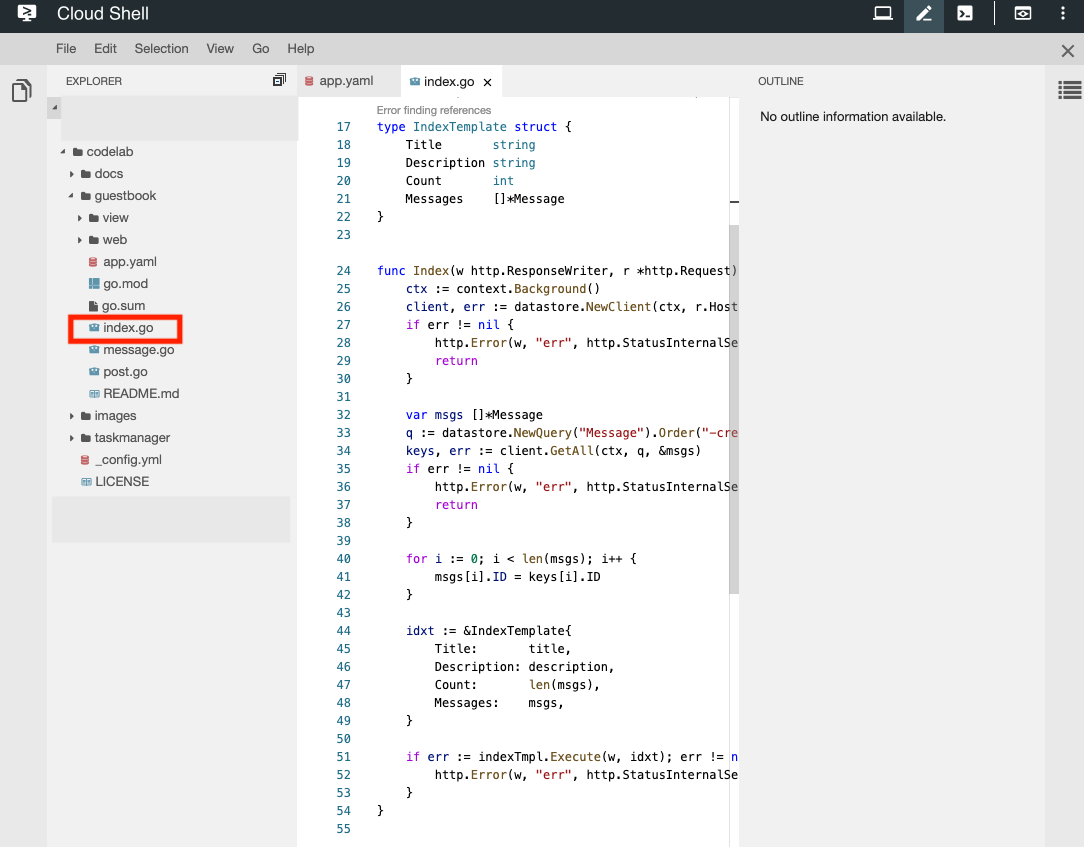 Cloud Shell
File Edit Selection View Go Help
EXPLORER
codelab
docs
guestbook
view
web
app.yaml
go.mod
go.sum
index.go
message.go
post.go
README.md
images
taskmanager
_config.yml
LICENSE
app.yaml
index.go
Error finding references
17 type IndexTemplate struct {
18 Title string
19 Description string
20 Count int
21 Messages []*Message
22 }
23
24 func Index(w http.ResponseWriter, r *http.Request)
25 ctx := context.Background()
26 client, err := datastore.NewClient(ctx, r.Host
27 if err != nil {
28 http.Error(w, "err", http.StatusInternalSe
29 return
30 }
31
32 var msgs []*Message
33 q := datastore.NewQuery("Message").Order("-cre
34 keys, err := client.GetAll(ctx, q, &msgs)
35 if err != nil {
36 http.Error(w, "err", http.StatusInternalSe
37 return
38 }
39
40 for i := 0; i < len(msgs); i++ {
41 msgs[i].ID = keys[i].ID
42 }
43
44 idxt := &IndexTemplate{
45 Title: title,
46 Description: description,
47 Count: len(msgs),
48 Messages: msgs,
49 }
50
51 if err := indexTmpl.Execute(w, idxt); err != n
52 http.Error(w, "err", http.StatusInternalSe
53 }
54 }
55
OUTLINE
No outline information available.